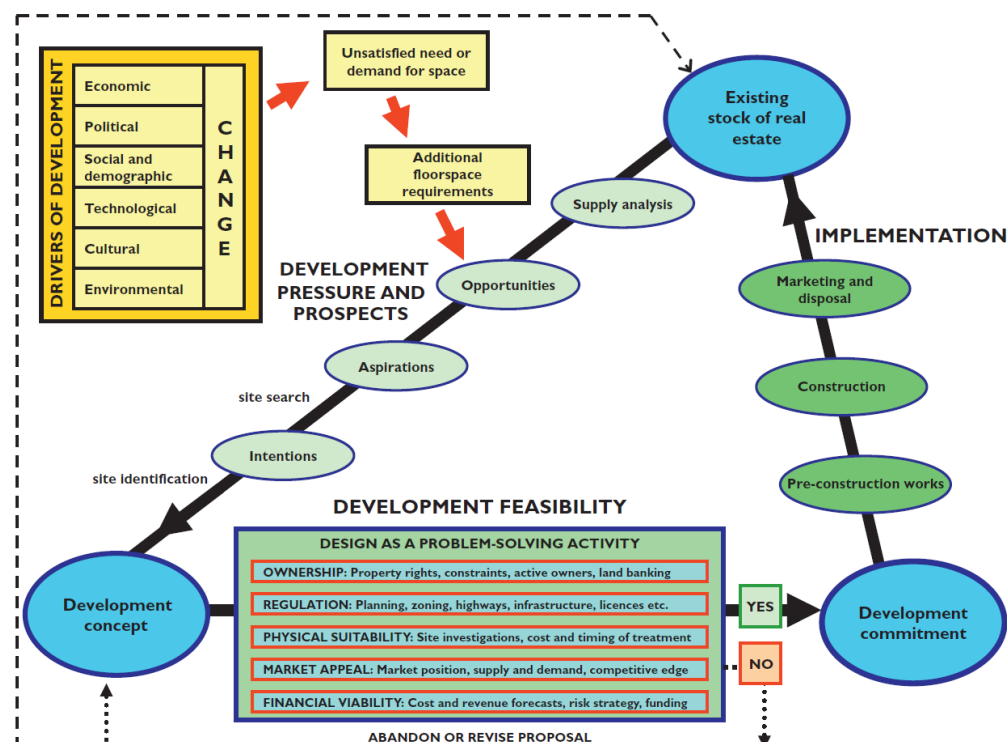 DRIVERS OF DEVELOPMENT
Economic
Political
Social and
demographic
Technological
Cultural
Environmental
CHANGE
Unsatisfied need or
demand for space
Additional
floorspace
requirements
Existing
stock of real
estate
Supply analysis
Opportunities
DEVELOPMENT
PRESSURE AND
PROSPECTS
Aspirations
site search
Intentions
site identification
IMPLEMENTATION
Marketing and
disposal
Construction
Pre-construction works
DEVELOPMENT FEASIBILITY
DESIGN AS A PROBLEM-SOLVING ACTIVITY
OWNERSHIP: Property rights, constraints, active owners, land banking
REGULATION: Planning, zoning, highways, infrastructure, licences etc.
PHYSICAL SUITABILITY: Site investigations, cost and timing of treatment
MARKET APPEAL: Market position, supply and demand, competitive edge
FINANCIAL VIABILITY: Cost and revenue forecasts, risk strategy, funding
Development
concept
YES
NO
Development
commitment
ABANDON OR REVISE PROPOSAL